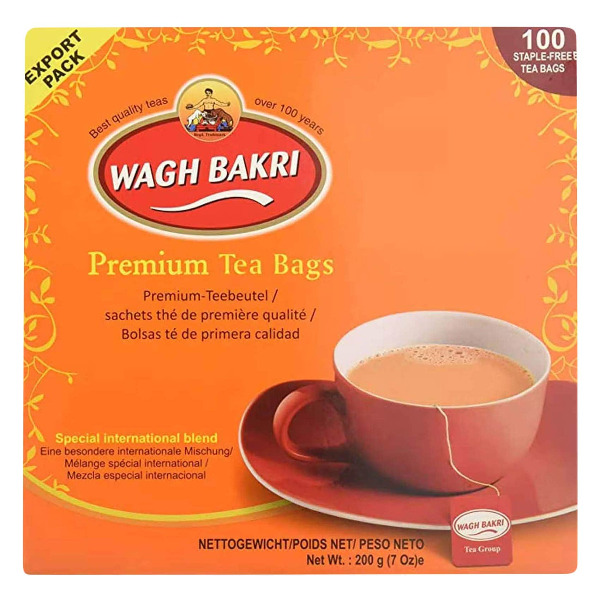 EXPORT
PACK
100
STAPLE-FREE
TEA BAGS
Best quality teas
over 100 years
Regd. Trademark
WAGH BAKRI
Premium Tea Bags
Premium-Teebeutel /
sachets thé de première qualité /
Bolsas té de primera calidad
Special international blend
Eine besondere internationale Mischung/
Mélange spécial international /
Mezcla especial internacional
WAGH BAKRI
Tea Group
NETTOGEWICHT/POIDS NET/ PESO NETO
Net Wt. : 200 g (7 Oz)e